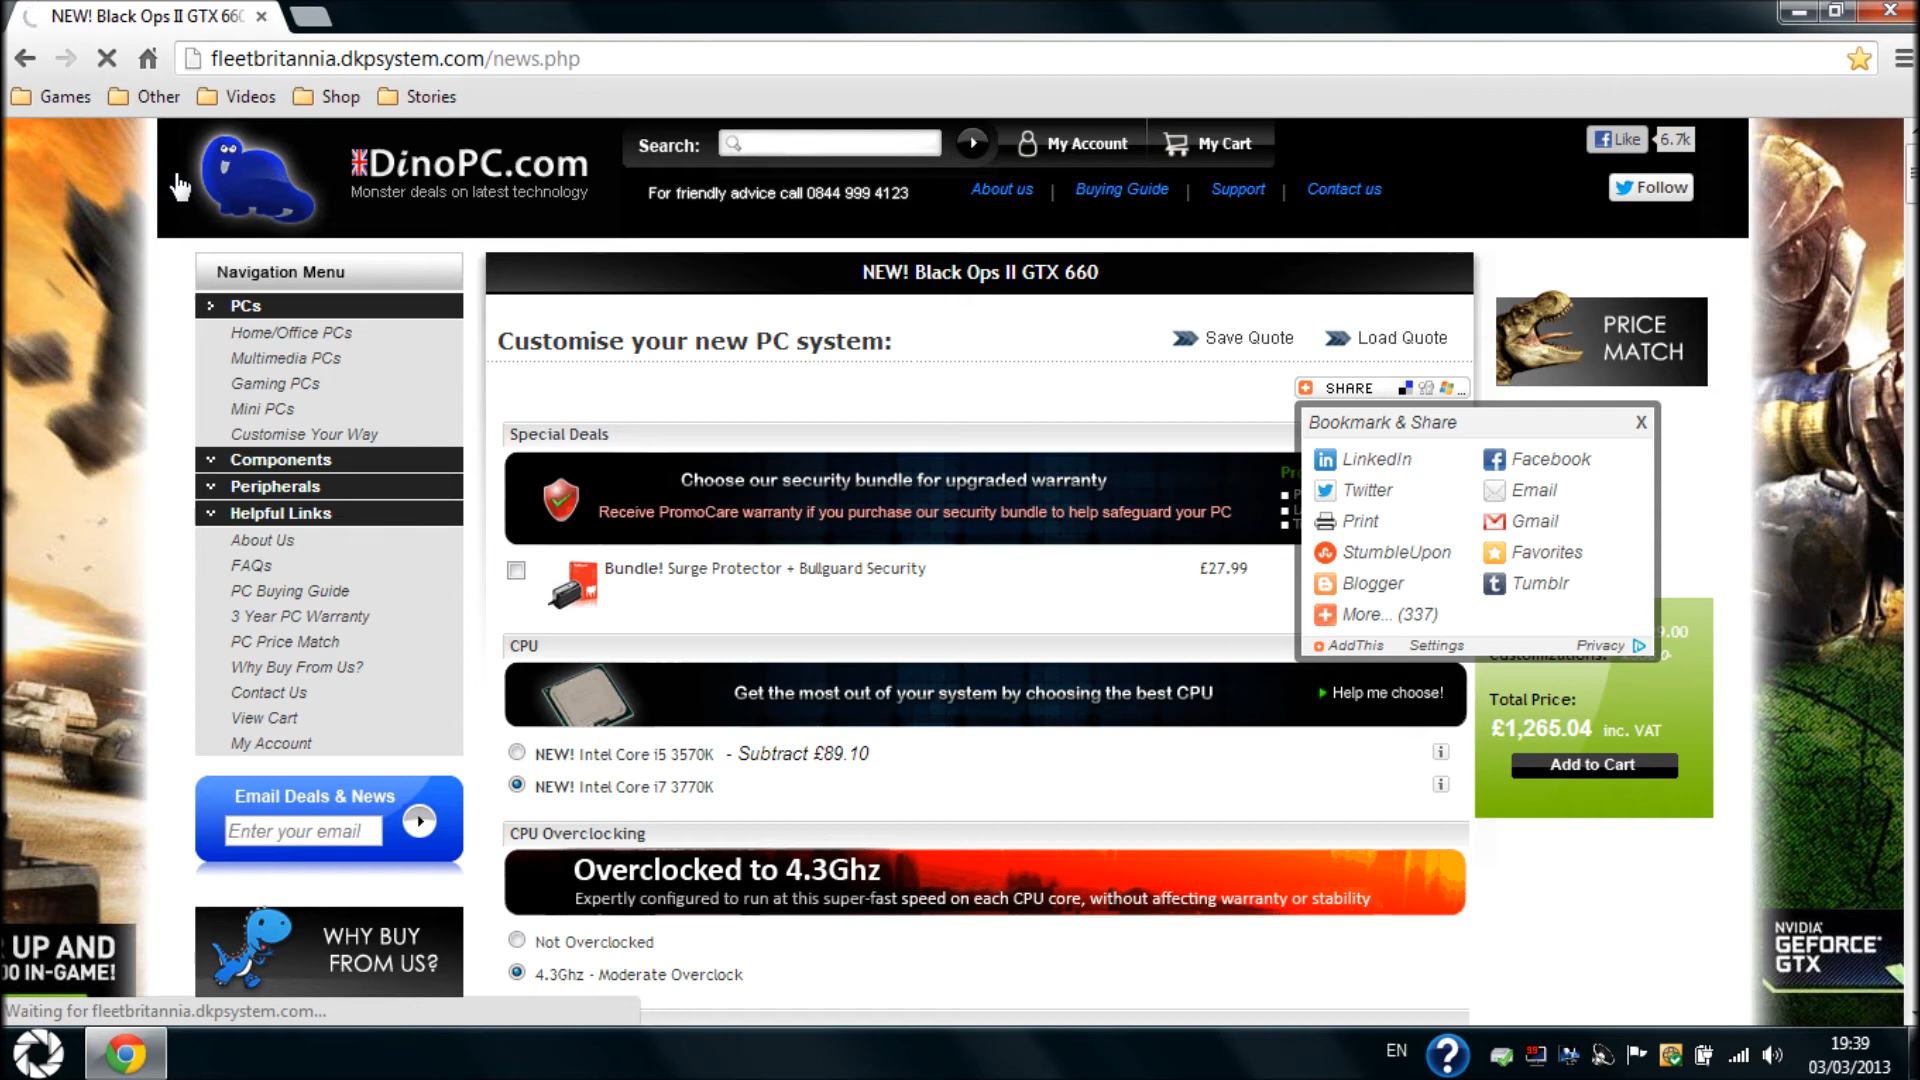 NEW! Black Ops II GTX 66
fleetbritannia.dkpsystem.com/news.php
Games
Other
Videos
Shop
Stories
DinoPC.com
Monster deals on latest technology
Search:
My Account
My Cart
For friendly advice call 0844 999 4123
About us | Buying Guide | Support | Contact us
Like
6.7k
Follow
Navigation Menu
PCs
Home/Office PCs
Multimedia PCs
Gaming PCs
Mini PCs
Customise Your Way
Components
Peripherals
Helpful Links
About Us
FAQs
PC Buying Guide
3 Year PC Warranty
PC Price Match
Why Buy From Us?
Contact Us
View Cart
My Account
Email Deals & News
Enter your email
WHY BUY
FROM US?
NEW! Black Ops II GTX 660
Customise your new PC system:
Save Quote
Load Quote
SHARE
...
Special Deals
Choose our security bundle for upgraded warranty
Receive PromoCare warranty if you purchase our security bundle to help safeguard your PC
Bundle! Surge Protector + Bullguard Security
£27.99
CPU
Get the most out of your system by choosing the best CPU
Help me choose!
NEW! Intel Core i5 3570K - Subtract £89.10
NEW! Intel Core i7 3770K
CPU Overclocking
Overclocked to 4.3Ghz
Expertly configured to run at this super-fast speed on each CPU core, without affecting warranty or stability
Not Overclocked
4.3Ghz - Moderate Overclock
PRICE
MATCH
Bookmark & Share
X
LinkedIn
Facebook
Twitter
Email
Print
Gmail
StumbleUpon
Favorites
Blogger
Tumblr
More... (337)
AddThis
Settings
Privacy
9.00
Total Price:
£1,265.04 inc. VAT
Add to Cart
UP AND
IN-GAME!
NVIDIA
GEFORCE
GTX
Waiting for fleetbritannia.dkpsystem.com...
EN
19:39
03/03/2013